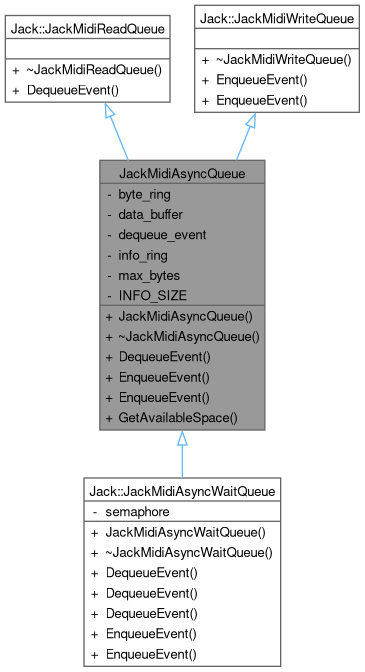 Jack::JackMidiReadQueue
+ ~JackMidiReadQueue()
+ DequeueEvent()
Jack::JackMidiWriteQueue
+ ~JackMidiWriteQueue()
+ EnqueueEvent()
+ EnqueueEvent()
JackMidiAsyncQueue
- byte_ring
- data_buffer
- dequeue_event
- info_ring
- max_bytes
- INFO_SIZE
+ JackMidiAsyncQueue()
+ ~JackMidiAsyncQueue()
+ DequeueEvent()
+ EnqueueEvent()
+ EnqueueEvent()
+ GetAvailableSpace()
Jack::JackMidiAsyncWaitQueue
- semaphore
+ JackMidiAsyncWaitQueue()
+ ~JackMidiAsyncWaitQueue()
+ DequeueEvent()
+ DequeueEvent()
+ DequeueEvent()
+ EnqueueEvent()
+ EnqueueEvent()